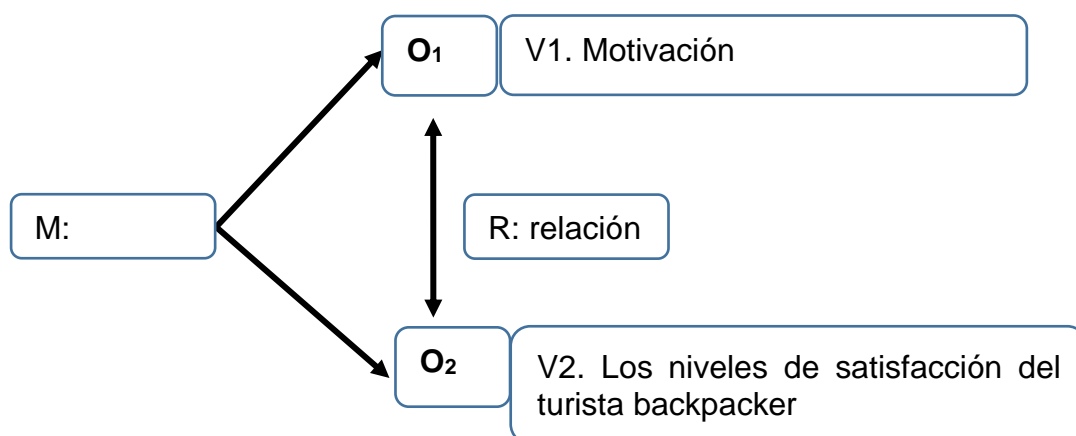 O1 V1. Motivación
M:
R: relación
O2 V2. Los niveles de satisfacción del
turista backpacker